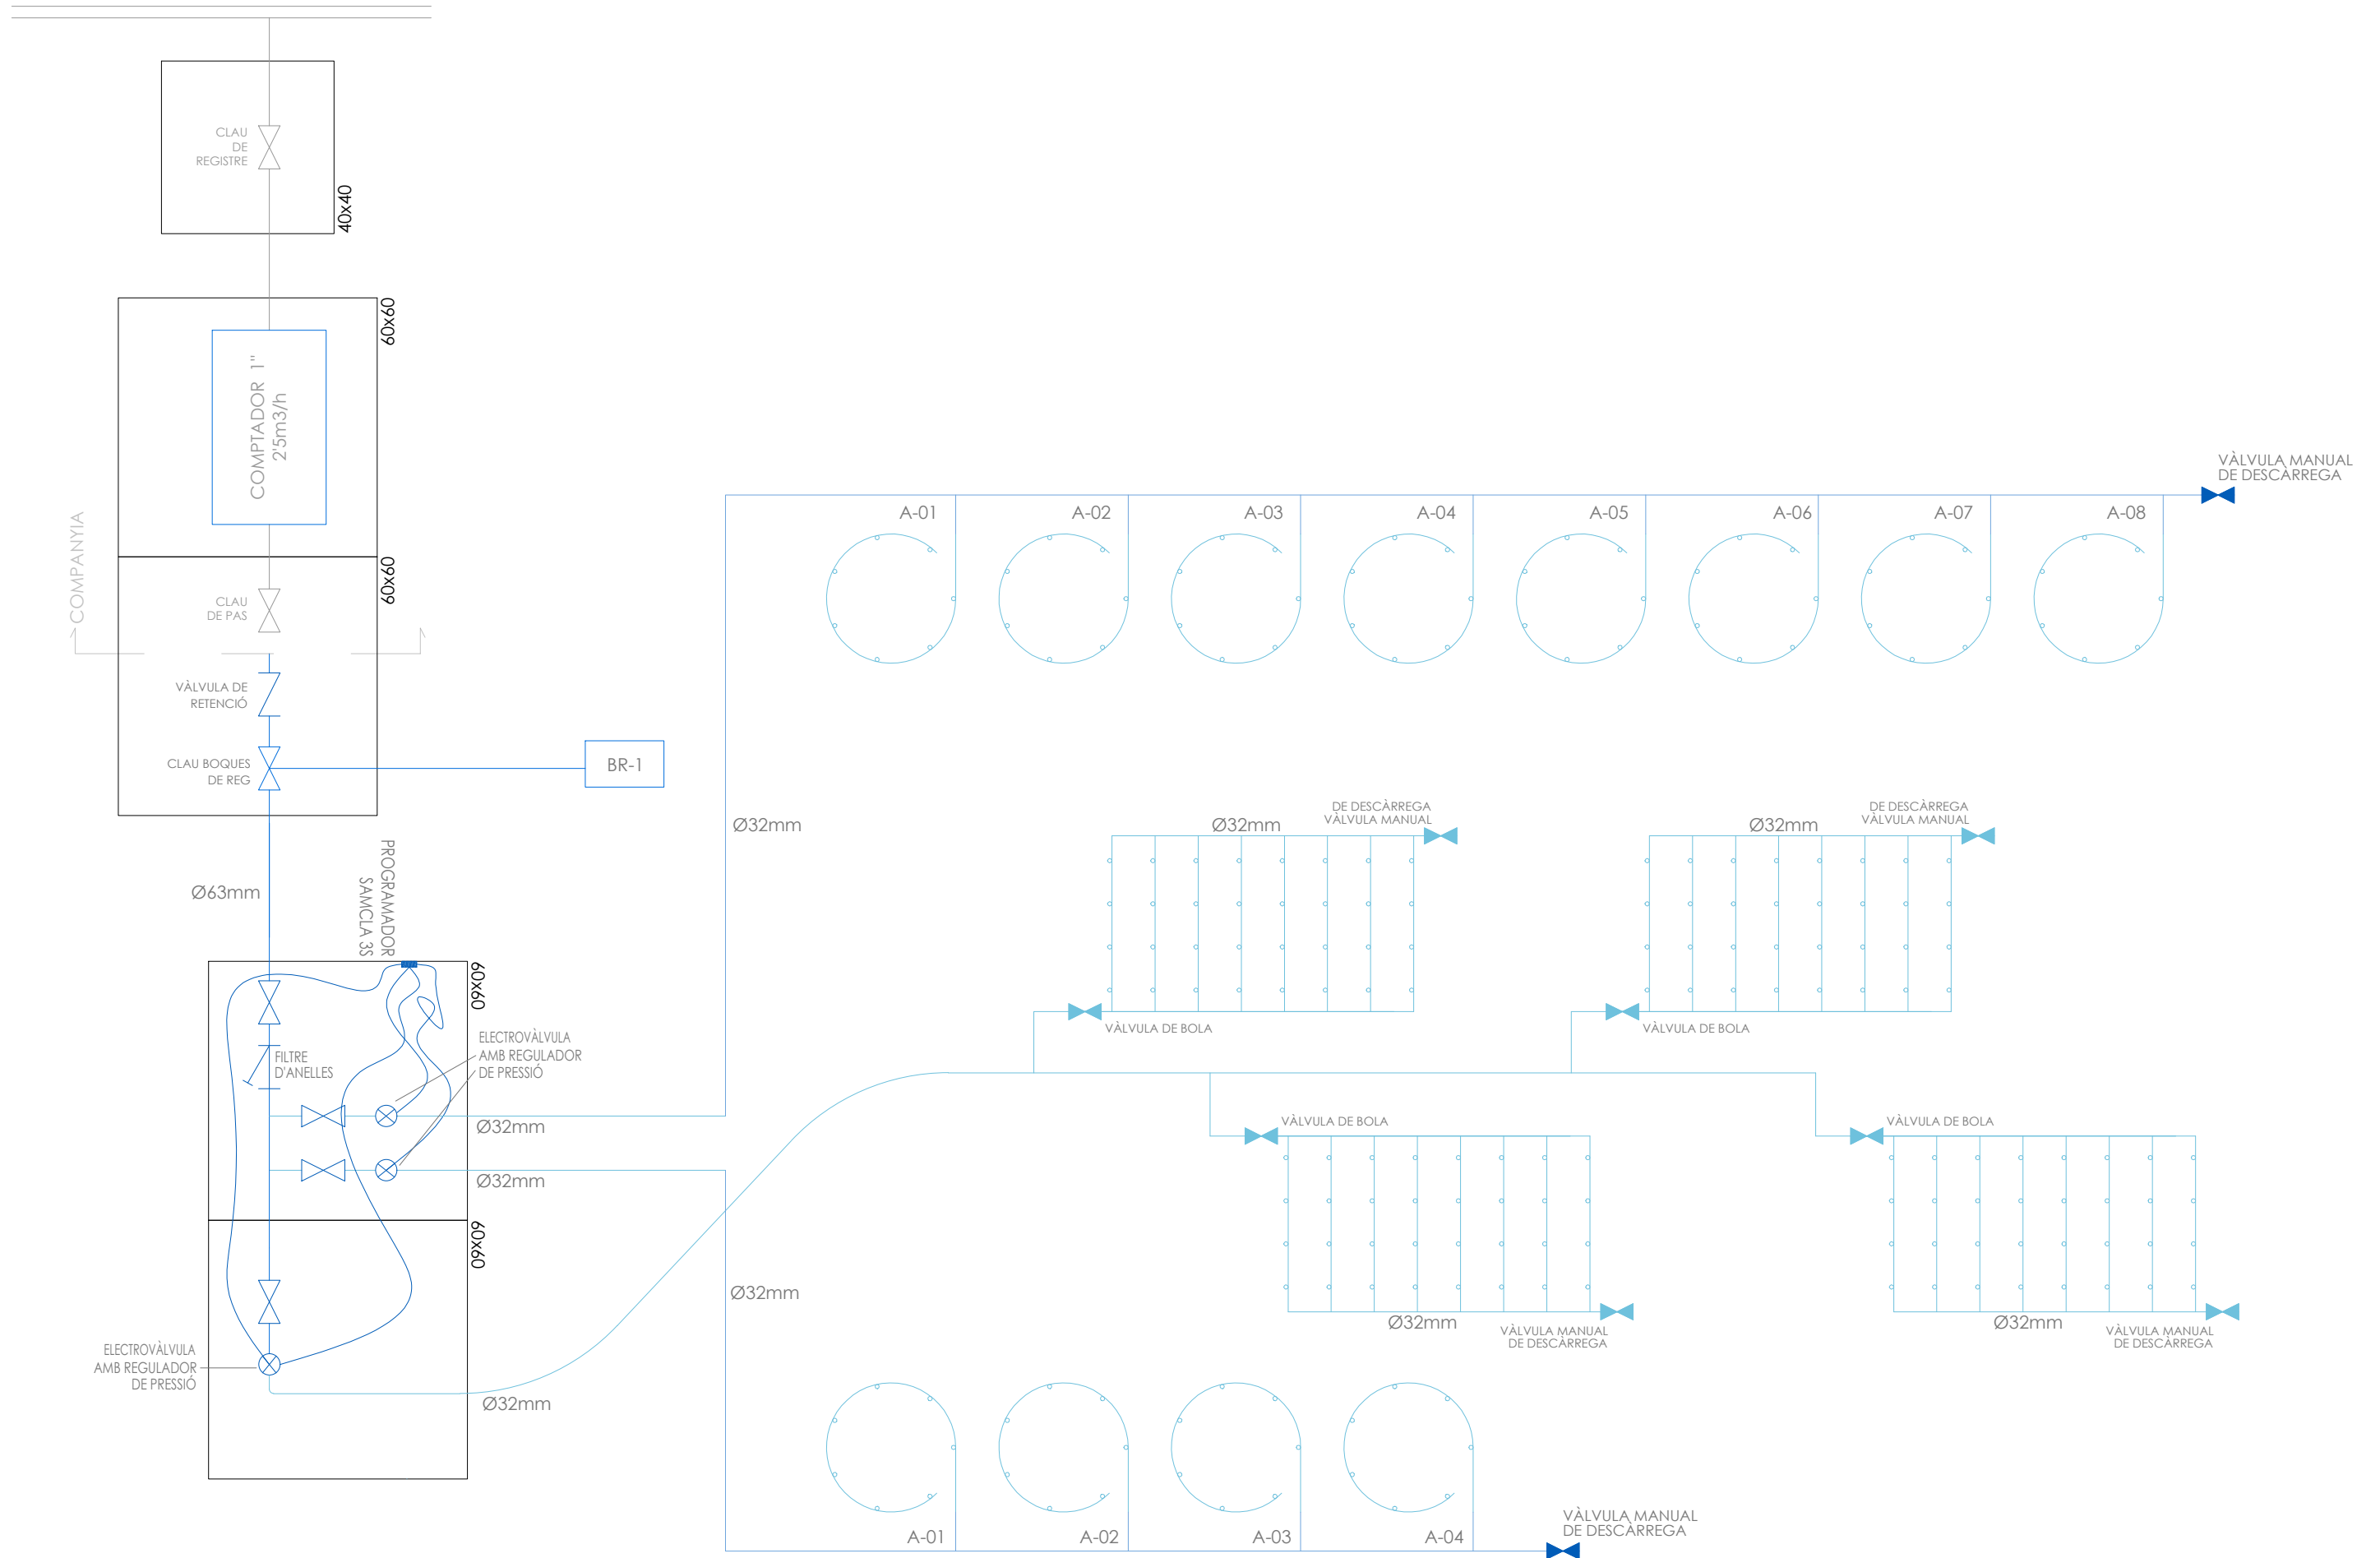 CLAU
DE
REGISTRE
40x40
60x60
COMPTADOR 1"
2'5m3/h
COMPANYIA
60x60
CLAU
DE PAS
VÀLVULA DE
RETENCIÓ
CLAU BOQUES
DE REG
BR-1
Ø63mm
PROGRAMADOR
SAMCLA 3S
60x60
FILTRE
D'ANELLES
ELECTROVÀLVULA
AMB REGULADOR
DE PRESSIÓ
Ø32mm
Ø32mm
60x60
ELECTROVÀLVULA
AMB REGULADOR
DE PRESSIÓ
Ø32mm
VÀLVULA MANUAL
DE DESCÀRREGA
A-01
A-02
A-03
A-04
A-05
A-06
A-07
A-08
Ø32mm
DE DESCÀRREGA
VÀLVULA MANUAL
Ø32mm
VÀLVULA DE BOLA
DE DESCÀRREGA
VÀLVULA MANUAL
Ø32mm
VÀLVULA DE BOLA
VÀLVULA DE BOLA
Ø32mm
VÀLVULA MANUAL
DE DESCÀRREGA
VÀLVULA DE BOLA
Ø32mm
VÀLVULA MANUAL
DE DESCÀRREGA
Ø32mm
A-01
A-02
A-03
A-04
VÀLVULA MANUAL
DE DESCÀRREGA